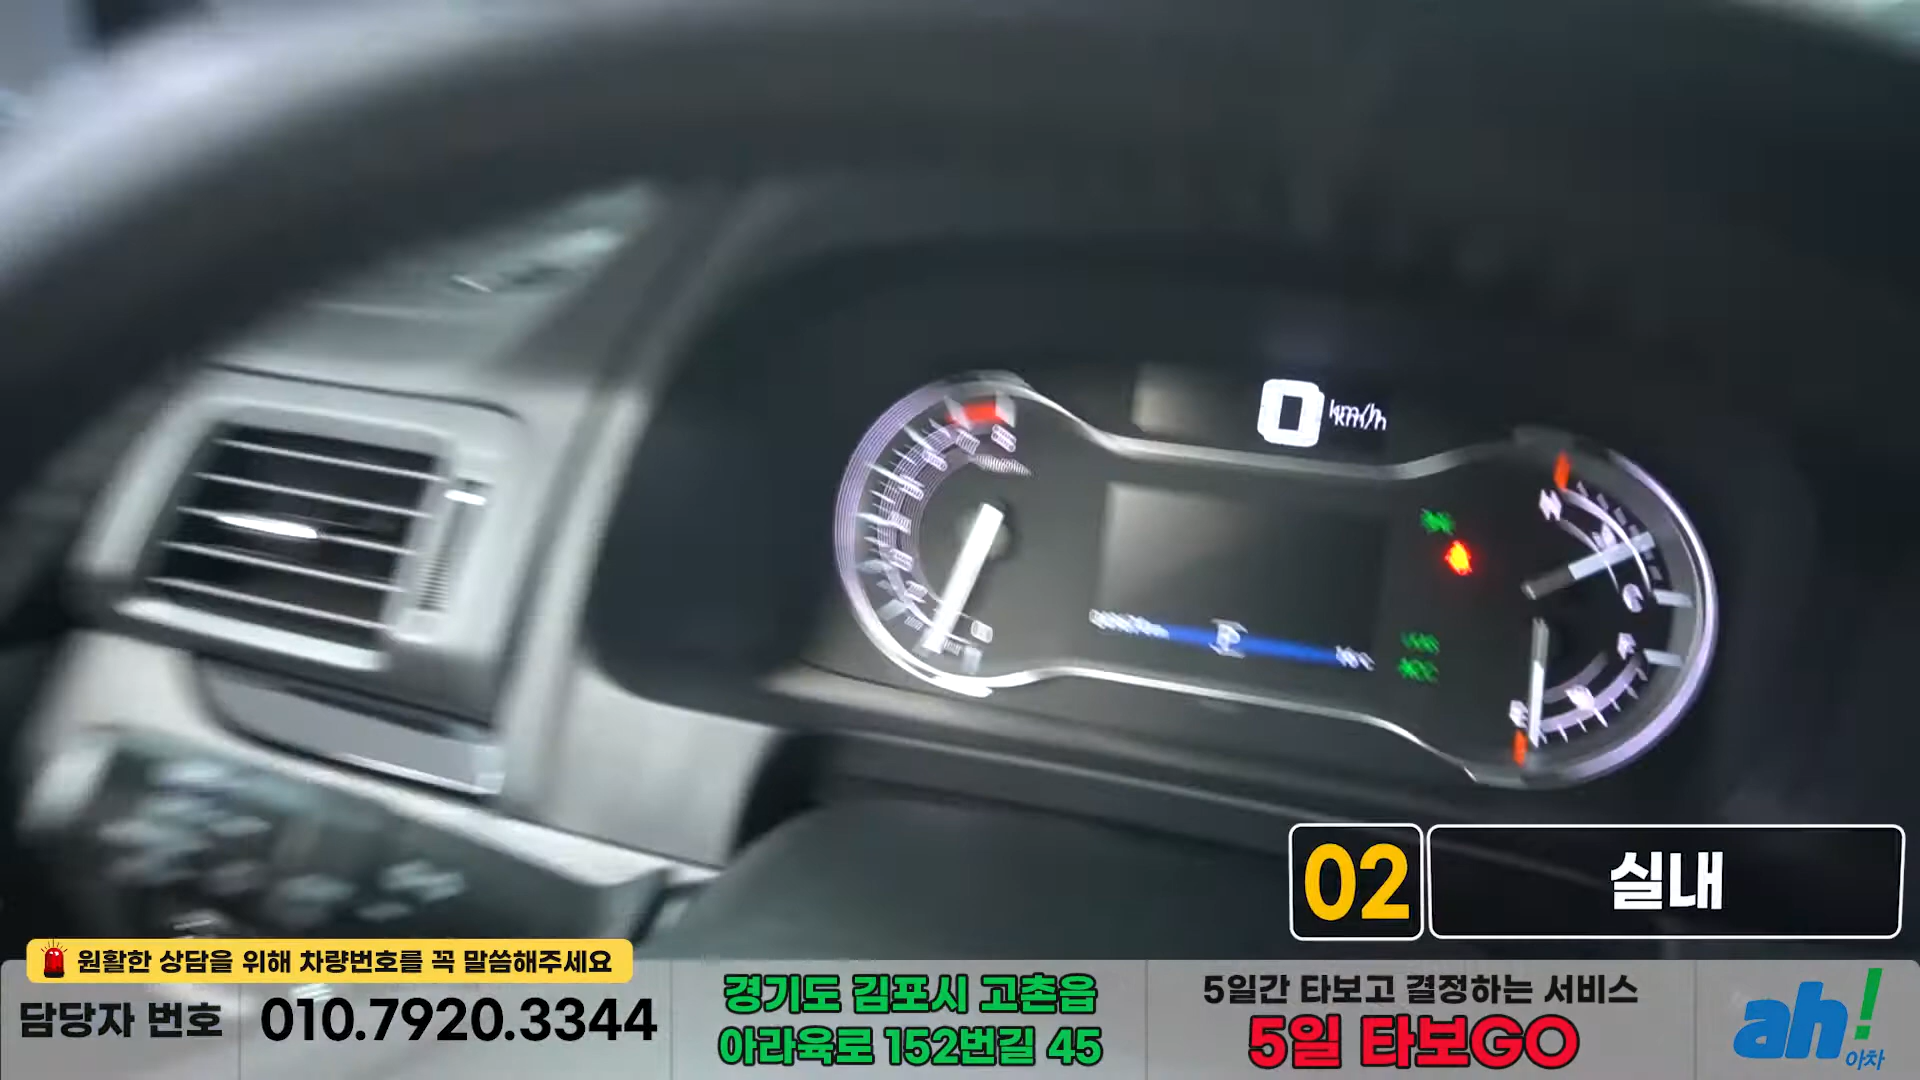 0 km/h
P
02 실내
원활한 상담을 위해 차량번호를 꼭 말씀해주세요
담당자 번호 010.7920.3344
경기도 김포시 고촌읍
아라육로 152번길 45
5일간 타보고 결정하는 서비스
5일 타보GO
ah!
아차